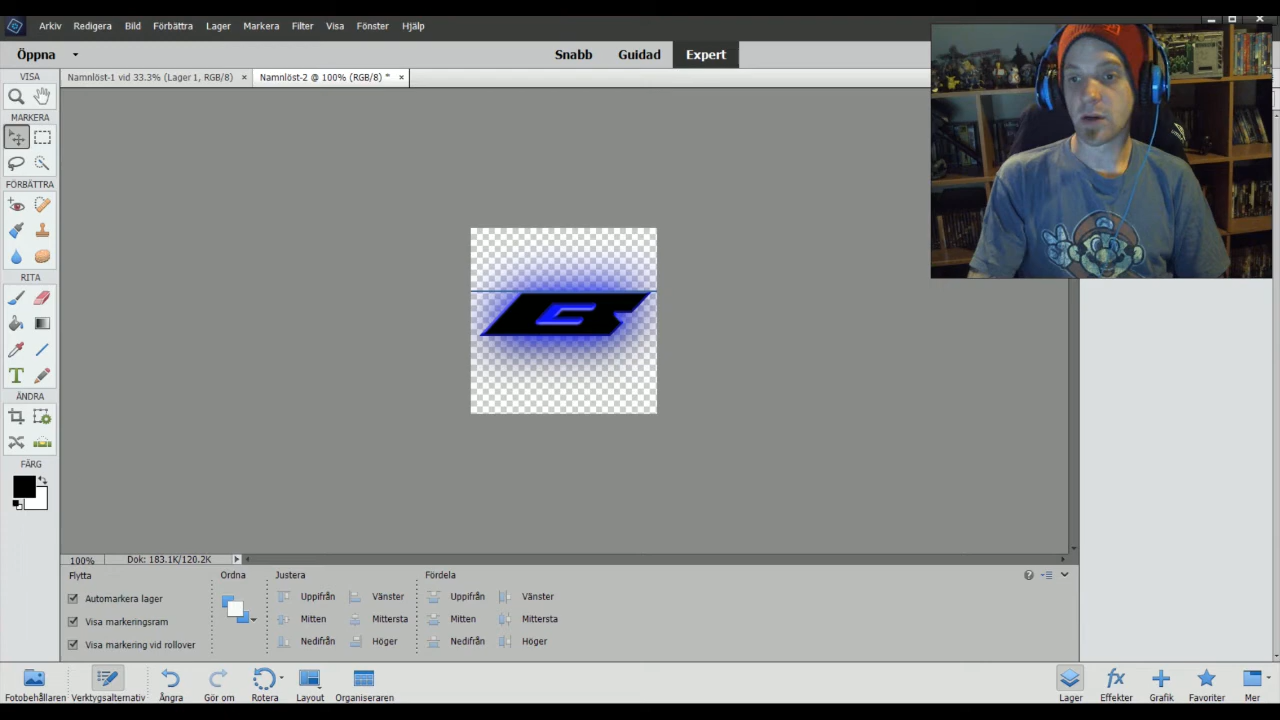 Arkiv Redigera Bild Förbättra Lager Markera Filter Visa Fönster Hjälp
Öppna Snabb Guidad Expert
VISA Namnlöst-1 vid 33.3% (Lager 1, RGB/8) × Namnlöst-2 @ 100% (RGB/8) * ×
MARKERA
FÖRBÄTTRA
RITA
T
ÄNDRA
FÄRG
100% Dok: 183.1K/120.2K
Flytta Ordna Justera Fördela
Automarkera lager Uppifrån Vänster Uppifrån Vänster
Visa markeringsram Mitten Mittersta Mitten Mittersta
Visa markering vid rollover Nedifrån Höger Nedifrån Höger
Fotobehållaren Verktygsalternativ Ångra Gör om Rotera Layout Organiseraren Lager fx Effekter Grafik Favoriter Mer